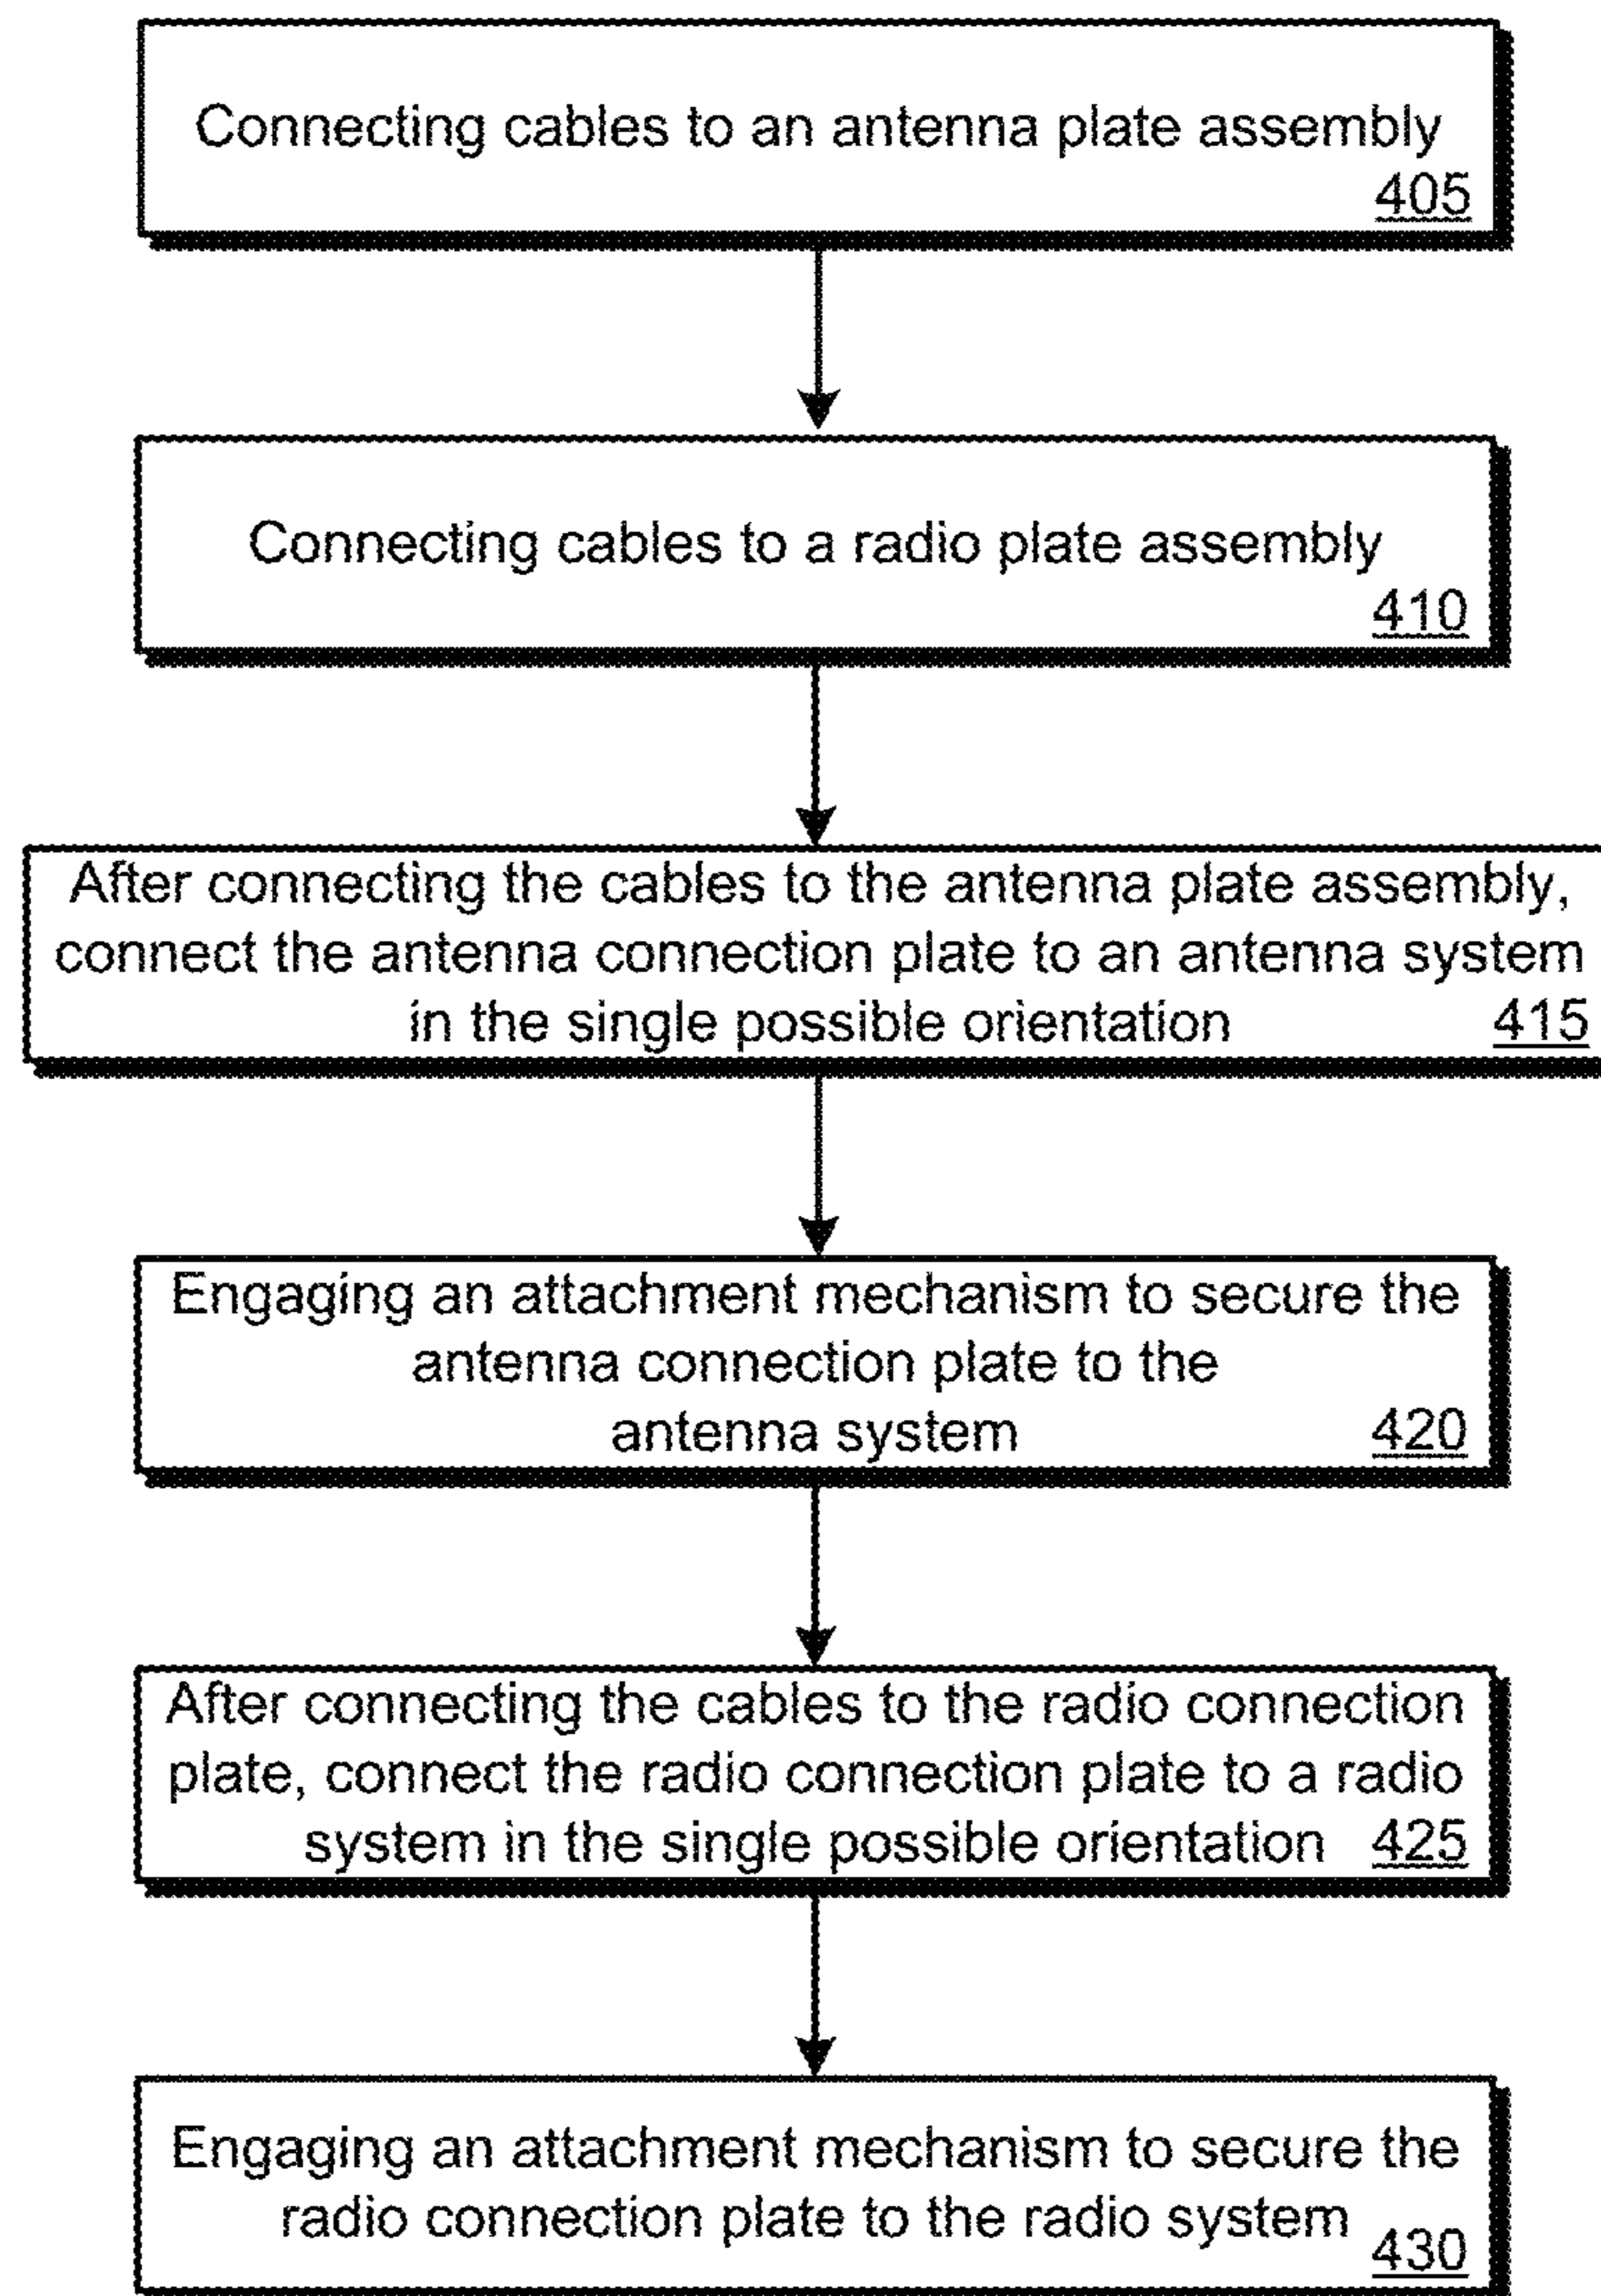 Connecting cables to an antenna plate assembly
405
Connecting cables to a radio plate assembly
410
After connecting the cables to the antenna plate assembly,
connect the antenna connection plate to an antenna system
in the single possible orientation 415
Engaging an attachment mechanism to secure the
antenna connection plate to the
antenna system 420
After connecting the cables to the radio connection
plate, connect the radio connection plate to a radio
system in the single possible orientation 425
Engaging an attachment mechanism to secure the
radio connection plate to the radio system
430